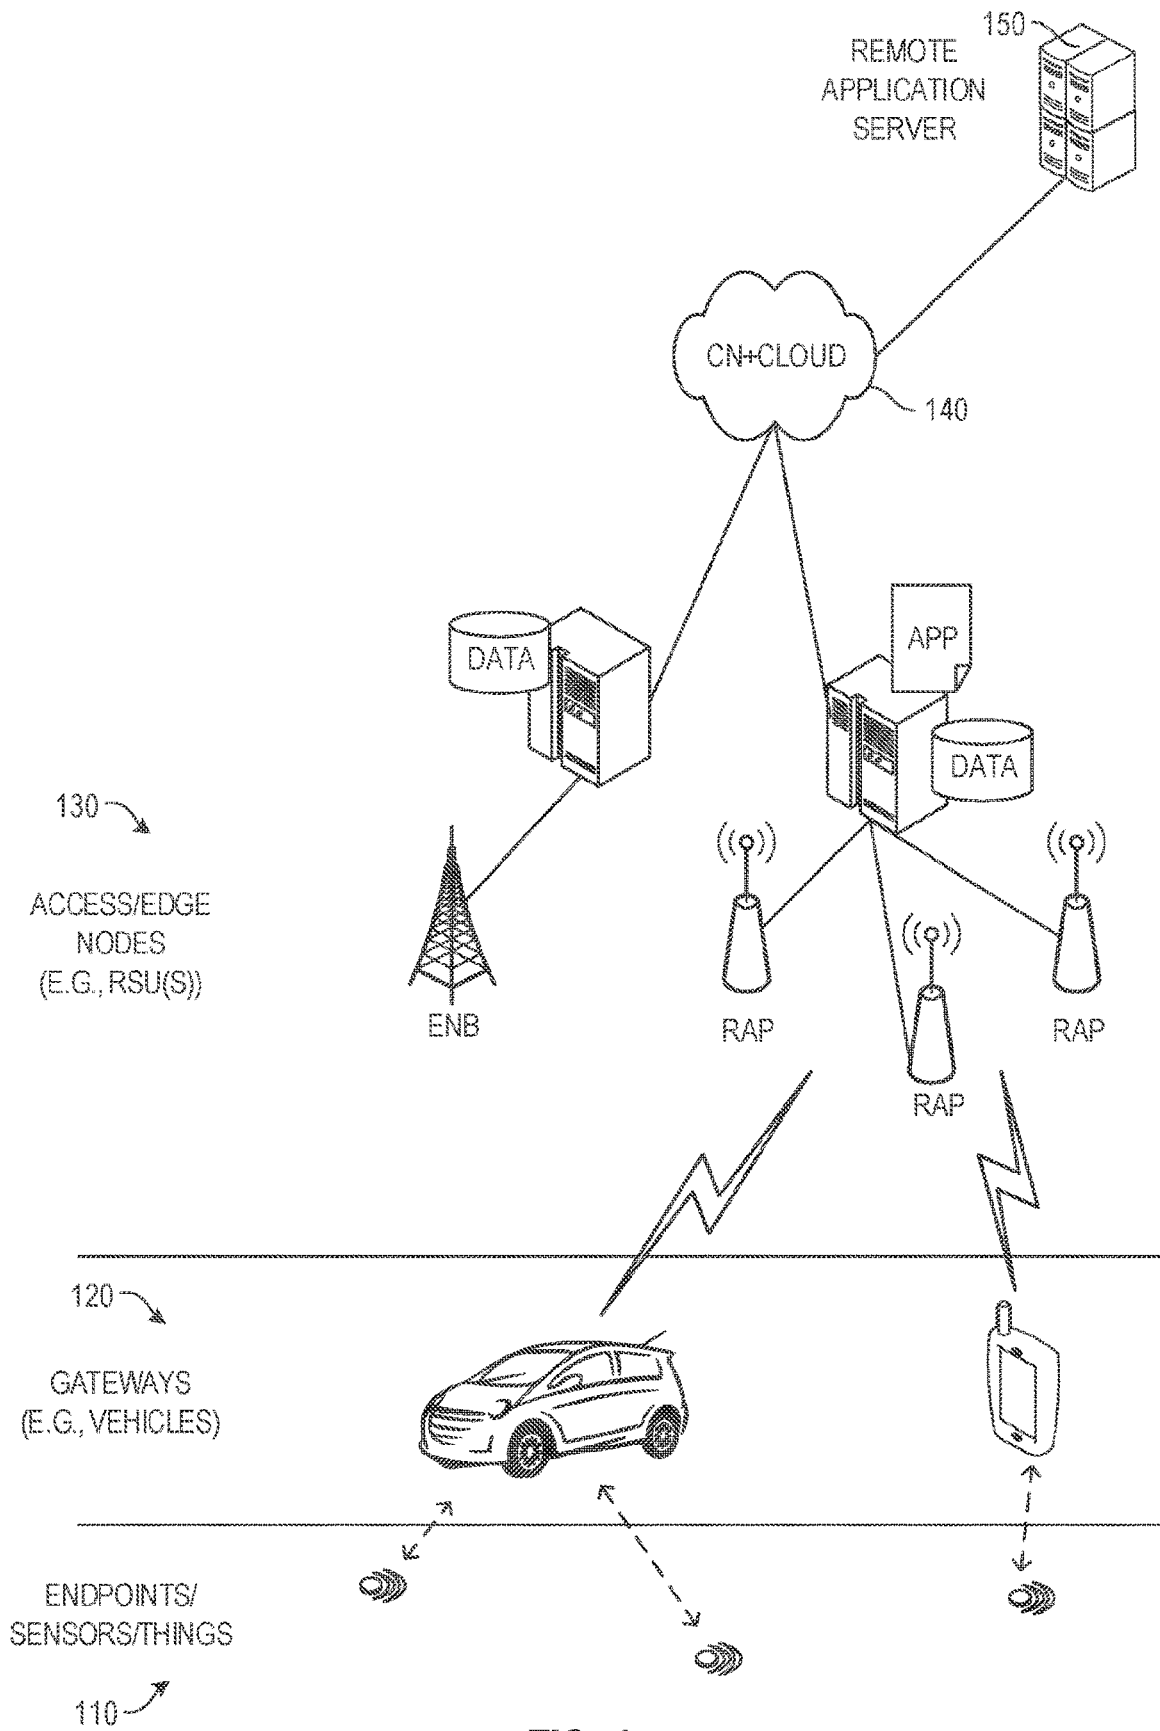 150
REMOTE
APPLICATION
SERVER
CN+CLOUD
140
DATA
APP
DATA
130
ACCESS/EDGE
NODES
(E.G., RSU(S))
ENB
RAP
RAP
RAP
120
GATEWAYS
(E.G., VEHICLES)
ENDPOINTS/
SENSORS/THINGS
110